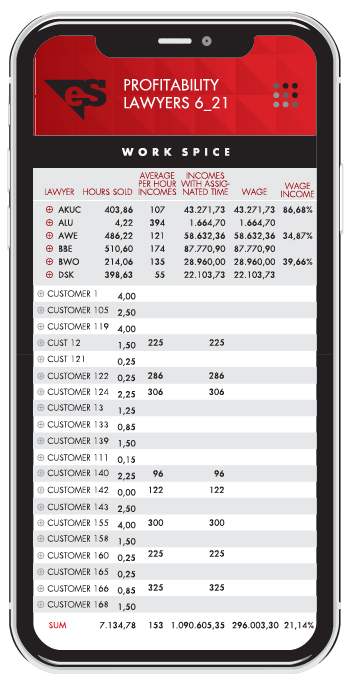 eS
PROFITABILITY
LAWYERS 6_21
WORK SPICE
LAWYER HOURS SOLD AVERAGE PER HOUR INCOMES INCOMES WITH ASSIG- NATED TIME WAGE WAGE INCOME
AKUC 403,86 107 43.271,73 43.271,73 86,68%
ALU 4,22 394 1.664,70 1.664,70
AWE 486,22 121 58.632,36 58.632,36 34,87%
BBE 510,60 174 87.770,90 87.770,90
BWO 214,06 135 28.960,00 28.960,00 39,66%
DSK 398,63 55 22.103,73 22.103,73
CUSTOMER 1 4,00
CUSTOMER 105 2,50
CUSTOMER 119 4,00
CUST 12 1,50 225 225
CUST 121 0,25
CUSTOMER 122 0,25 286 286
CUSTOMER 124 2,25 306 306
CUSTOMER 13 1,25
CUSTOMER 133 0,85
CUSTOMER 139 1,50
CUSTOMER 111 0,15
CUSTOMER 140 2,25 96 96
CUSTOMER 142 0,00 122 122
CUSTOMER 143 2,50
CUSTOMER 155 4,00 300 300
CUSTOMER 158 1,50
CUSTOMER 160 0,25 225 225
CUSTOMER 165 0,25
CUSTOMER 166 0,85 325 325
CUSTOMER 168 1,50
SUM 7.134,78 153 1.090.605,35 296.003,30 21,14%